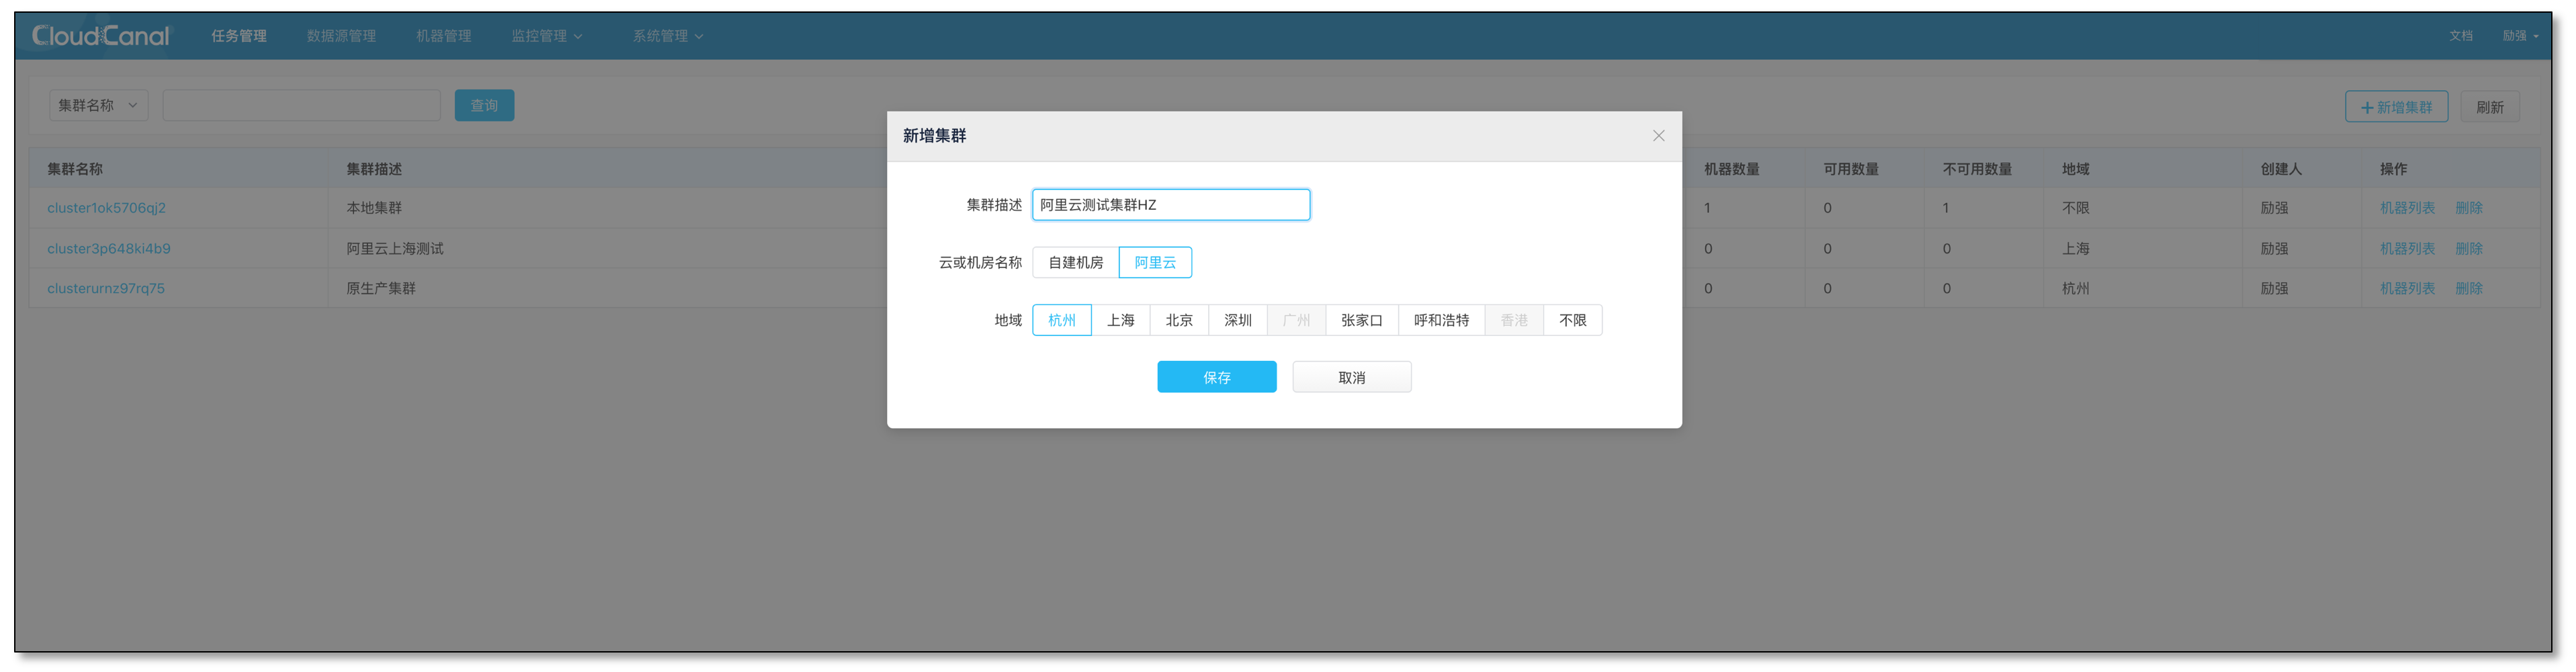 CloudCanal 任务管理 数据源管理 机器管理 监控管理 系统管理 文档 励强
集群名称 查询 新增集群 刷新
新增集群
集群名称 集群描述 机器数量 可用数量 不可用数量 地域 创建人 操作
cluster1ok5706qj2 本地集群 1 0 1 不限 励强 机器列表 删除
cluster3p648ki4b9 阿里云上海测试 0 0 0 上海 励强 机器列表 删除
clusterurnz97rq75 原生产集群 0 0 0 杭州 励强 机器列表 删除
集群描述 阿里云测试集群HZ
云或机房名称 自建机房 阿里云
地域 杭州 上海 北京 深圳 广州 张家口 呼和浩特 香港 不限
保存 取消